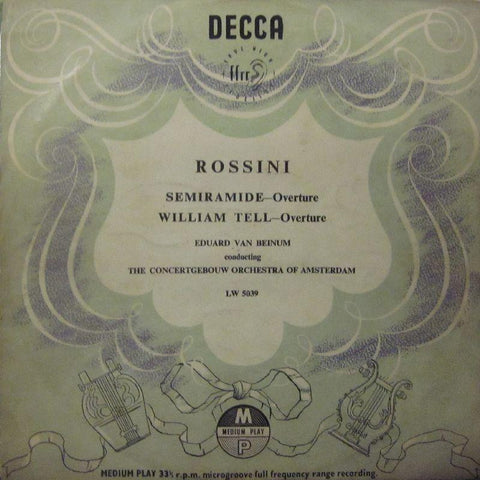 DECCA
ffrr
ROSSINI
SEMIRAMIDE—Overture
WILLIAM TELL—Overture
EDUARD VAN BEINUM
conducting
THE CONCERTGEBOUW ORCHESTRA OF AMSTERDAM
LW 5039
M
MEDIUM PLAY
P
MEDIUM PLAY 33⅓ r.p.m. microgroove full frequency range recording.